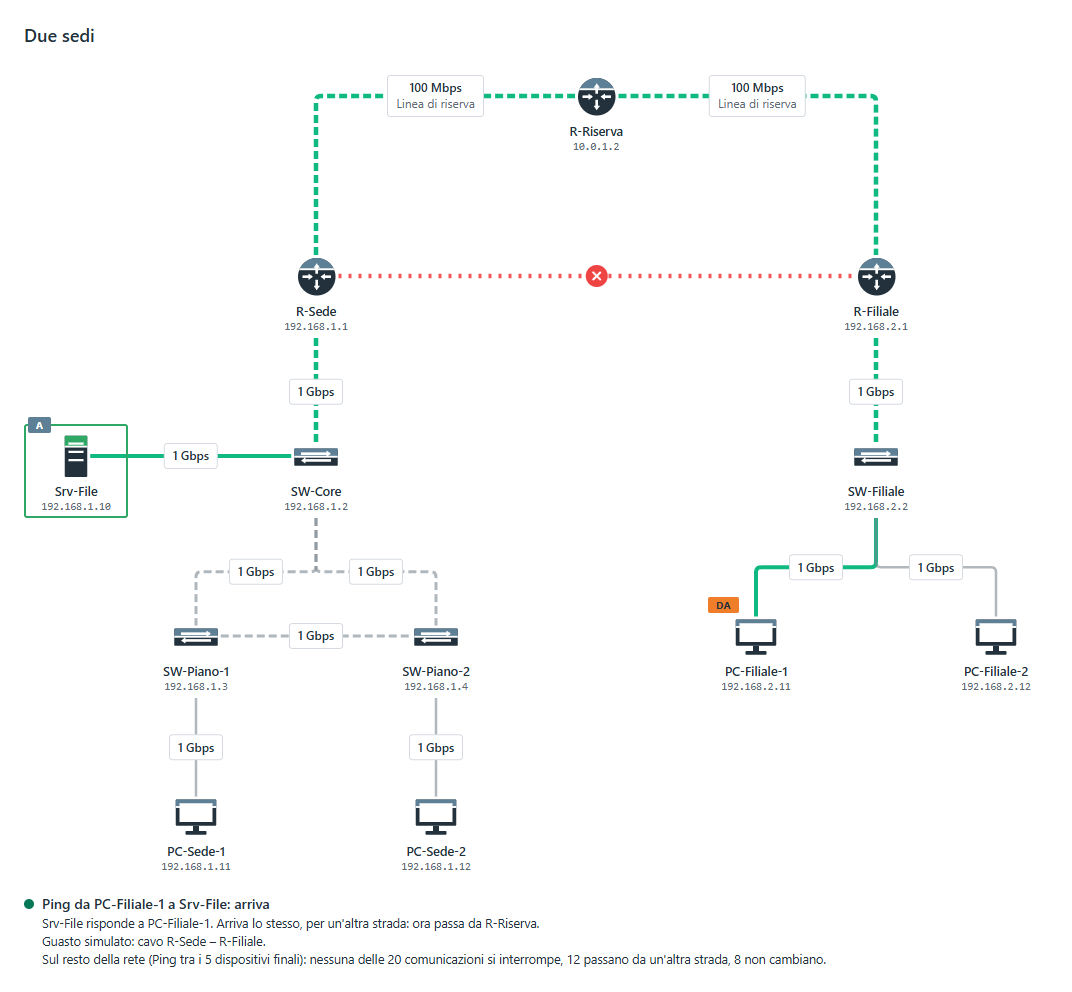 Due sedi
100 Mbps
Linea di riserva
100 Mbps
Linea di riserva
R-Riserva
10.0.1.2
R-Sede
192.168.1.1
R-Filiale
192.168.2.1
1 Gbps
1 Gbps
A
1 Gbps
Srv-File
192.168.1.10
SW-Core
192.168.1.2
SW-Filiale
192.168.2.2
1 Gbps
1 Gbps
1 Gbps
1 Gbps
DA
1 Gbps
SW-Piano-1
192.168.1.3
SW-Piano-2
192.168.1.4
PC-Filiale-1
192.168.2.11
PC-Filiale-2
192.168.2.12
1 Gbps
1 Gbps
PC-Sede-1
192.168.1.11
PC-Sede-2
192.168.1.12
Ping da PC-Filiale-1 a Srv-File: arriva
Srv-File risponde a PC-Filiale-1. Arriva lo stesso, per un'altra strada: ora passa da R-Riserva.
Guasto simulato: cavo R-Sede – R-Filiale.
Sul resto della rete (Ping tra i 5 dispositivi finali): nessuna delle 20 comunicazioni si interrompe, 12 passano da un'altra strada, 8 non cambiano.